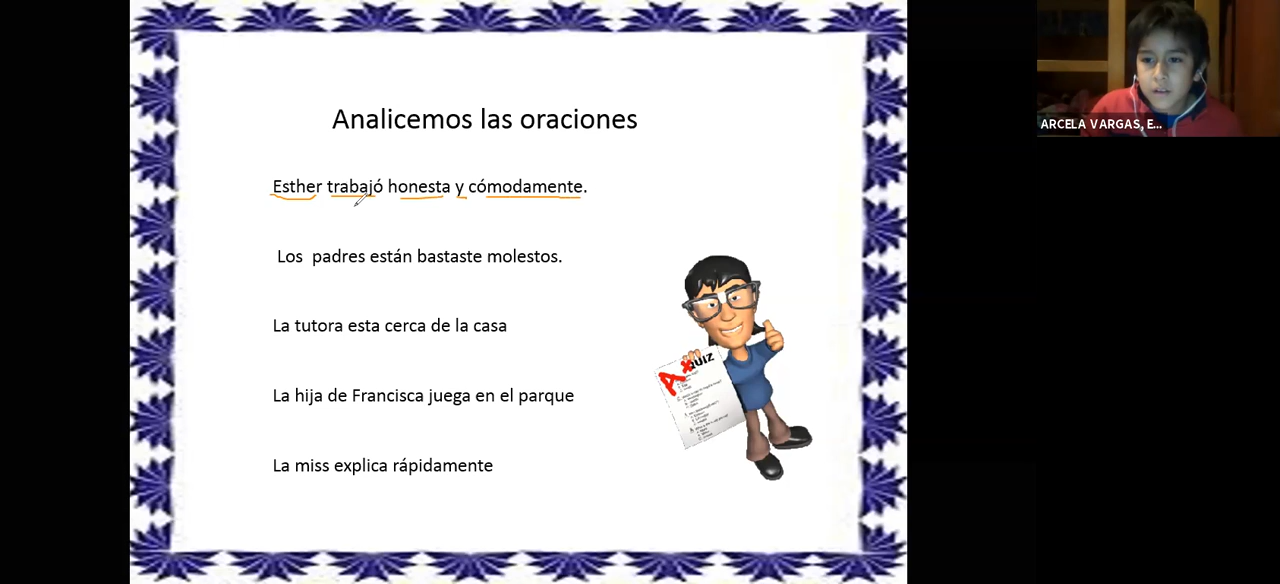 Analicemos las oraciones
Esther trabajó honesta y cómodamente.
Los padres están bastaste molestos.
La tutora esta cerca de la casa
La hija de Francisca juega en el parque
La miss explica rápidamente
A+
QUIZ
ARCELA VARGAS, E...